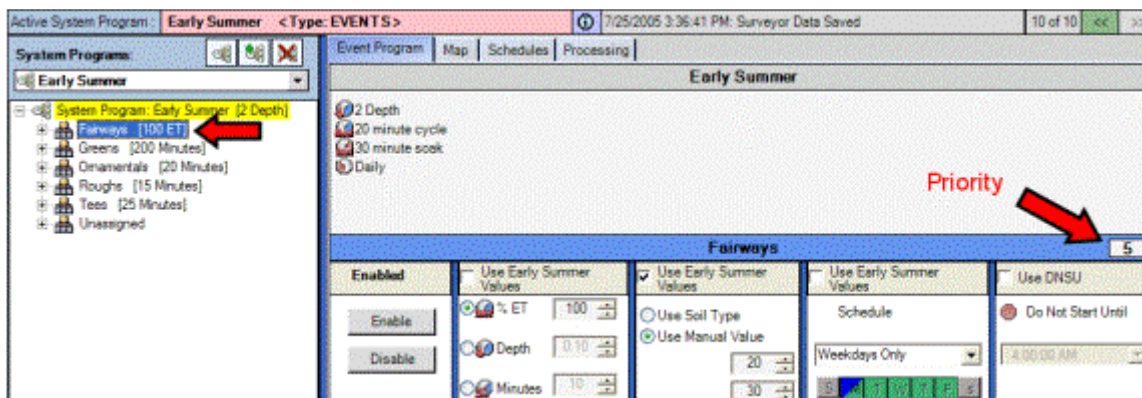 Active System Program: Early Summer <Type: EVENTS> 7/25/2005 3:36:41 PM: Surveyor Data Saved 10 of 10 << >>
System Programs:
Early Summer
System Program: Early Summer [2 Depth]
Fairways [100 ET]
Greens [200 Minutes]
Ornamentals [20 Minutes]
Roughs [15 Minutes]
Tees [25 Minutes]
Unassigned
Event Program Map Schedules Processing
Early Summer
2 Depth
20 minute cycle
30 minute soak
Daily
Priority
Fairways 5
Enabled
Enable
Disable
Use Early Summer
Values
% ET 100
Depth 0.10
Minutes 10
Use Early Summer
Values
Use Soil Type
Use Manual Value
20
30
Use Early Summer
Values
Schedule
Weekdays Only
S M T W T F S
Use DNSU
Do Not Start Until
4:00:00 AM